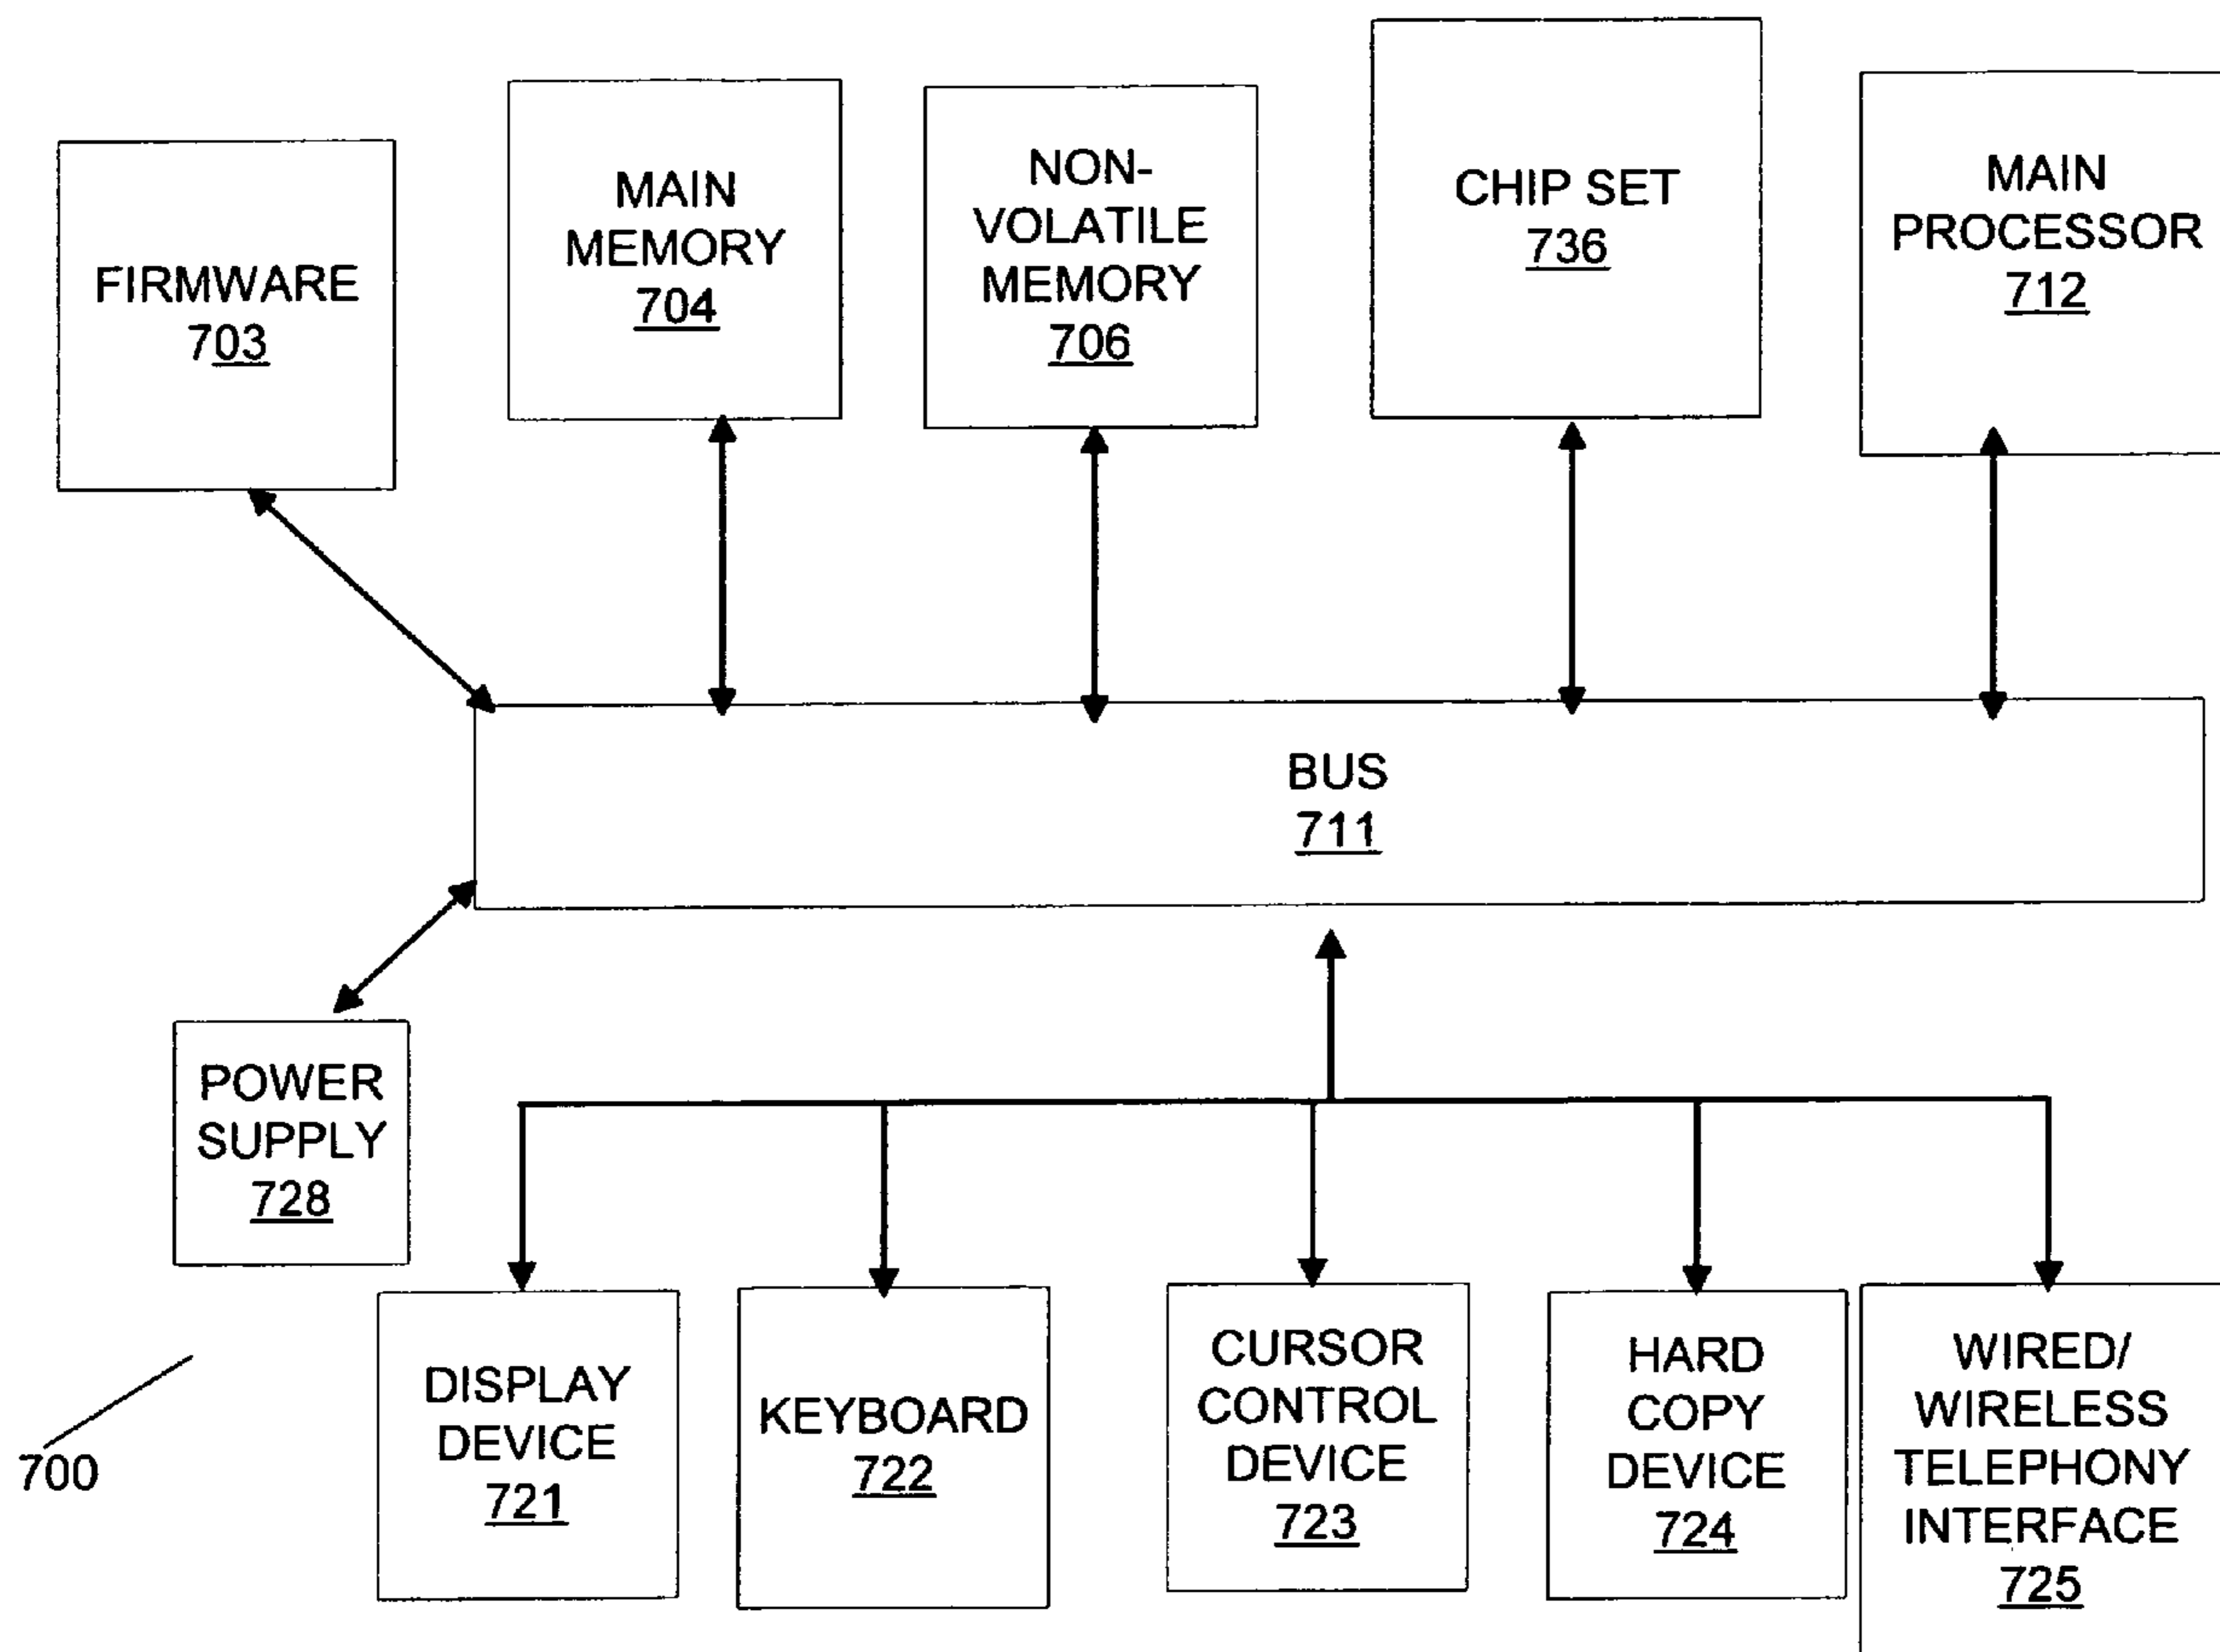 FIRMWARE
703
MAIN
MEMORY
704
NON-
VOLATILE
MEMORY
706
CHIP SET
736
MAIN
PROCESSOR
712
BUS
711
POWER
SUPPLY
728
700
DISPLAY
DEVICE
721
KEYBOARD
722
CURSOR
CONTROL
DEVICE
723
HARD
COPY
DEVICE
724
WIRED/
WIRELESS
TELEPHONY
INTERFACE
725